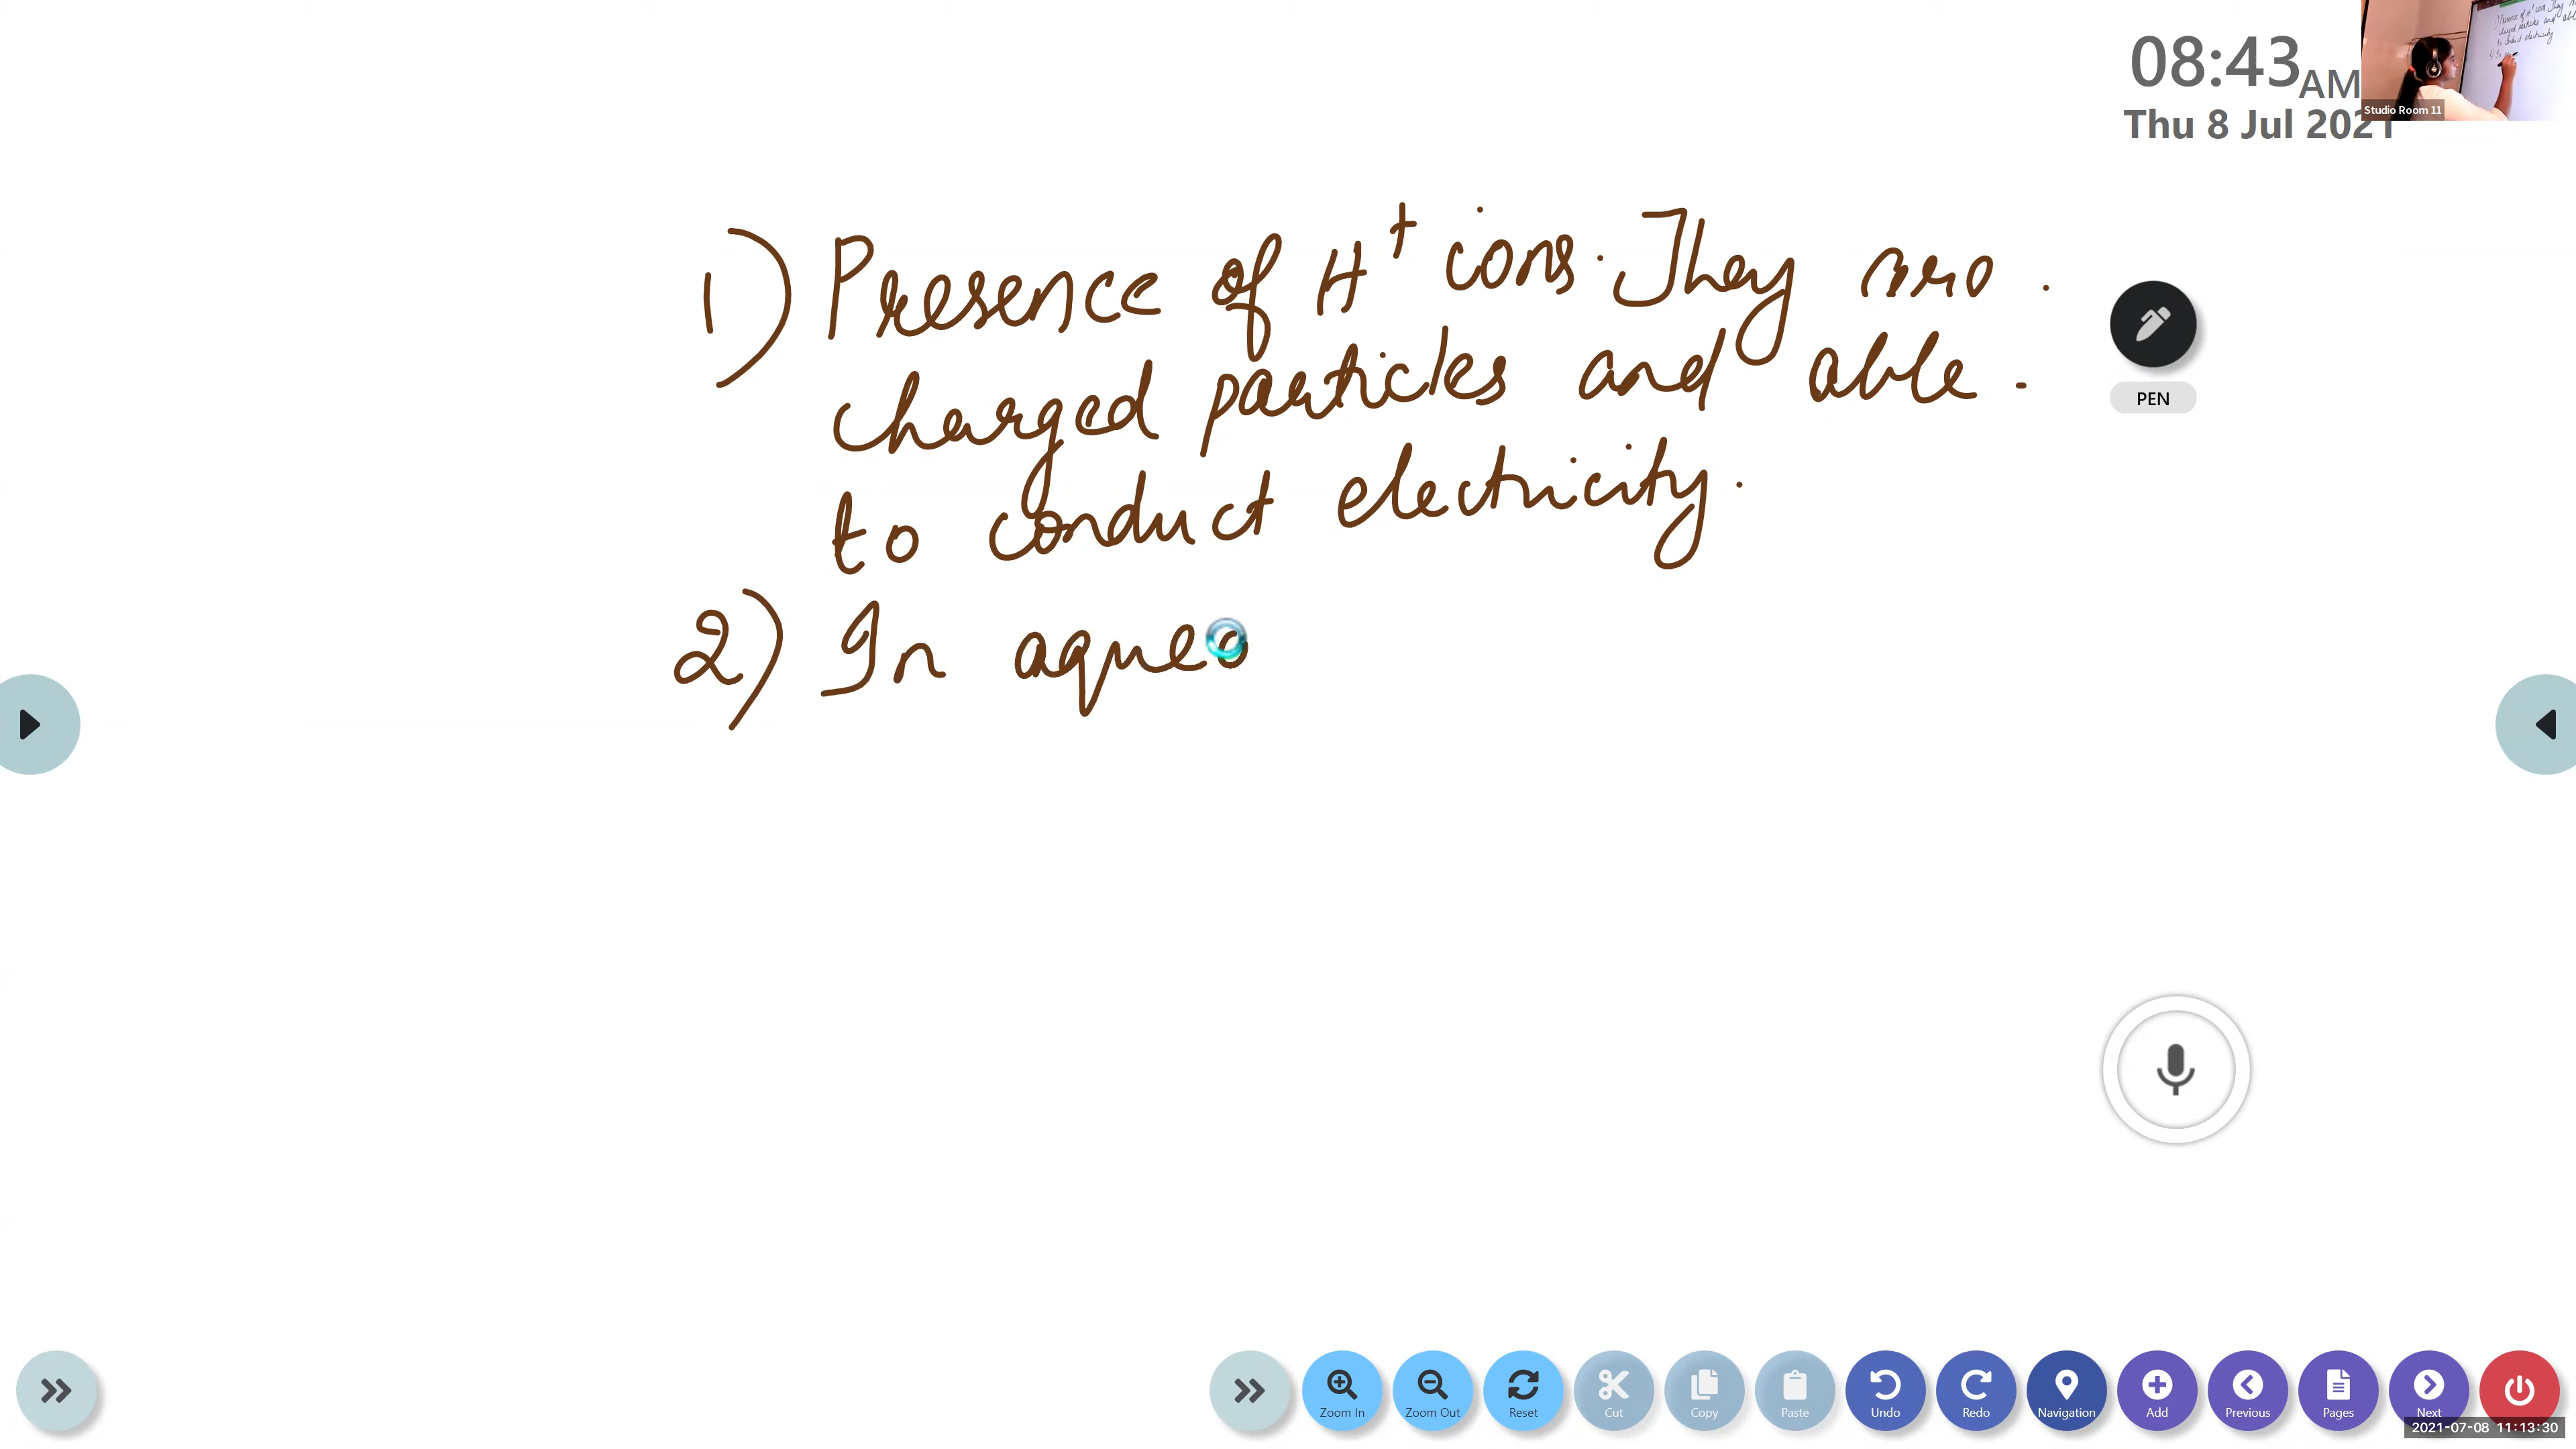 08:43 AM
Thu 8 Jul 2021
Studio Room 11
1) Presence of H⁺ ions. They
charged particles and able.
to conduct electricity.
PEN
2) In aqueo
Zoom In Zoom Out Reset Cut Copy Paste Undo Redo Navigation Add Previous Pages Next
2021-07-08 11:13:30